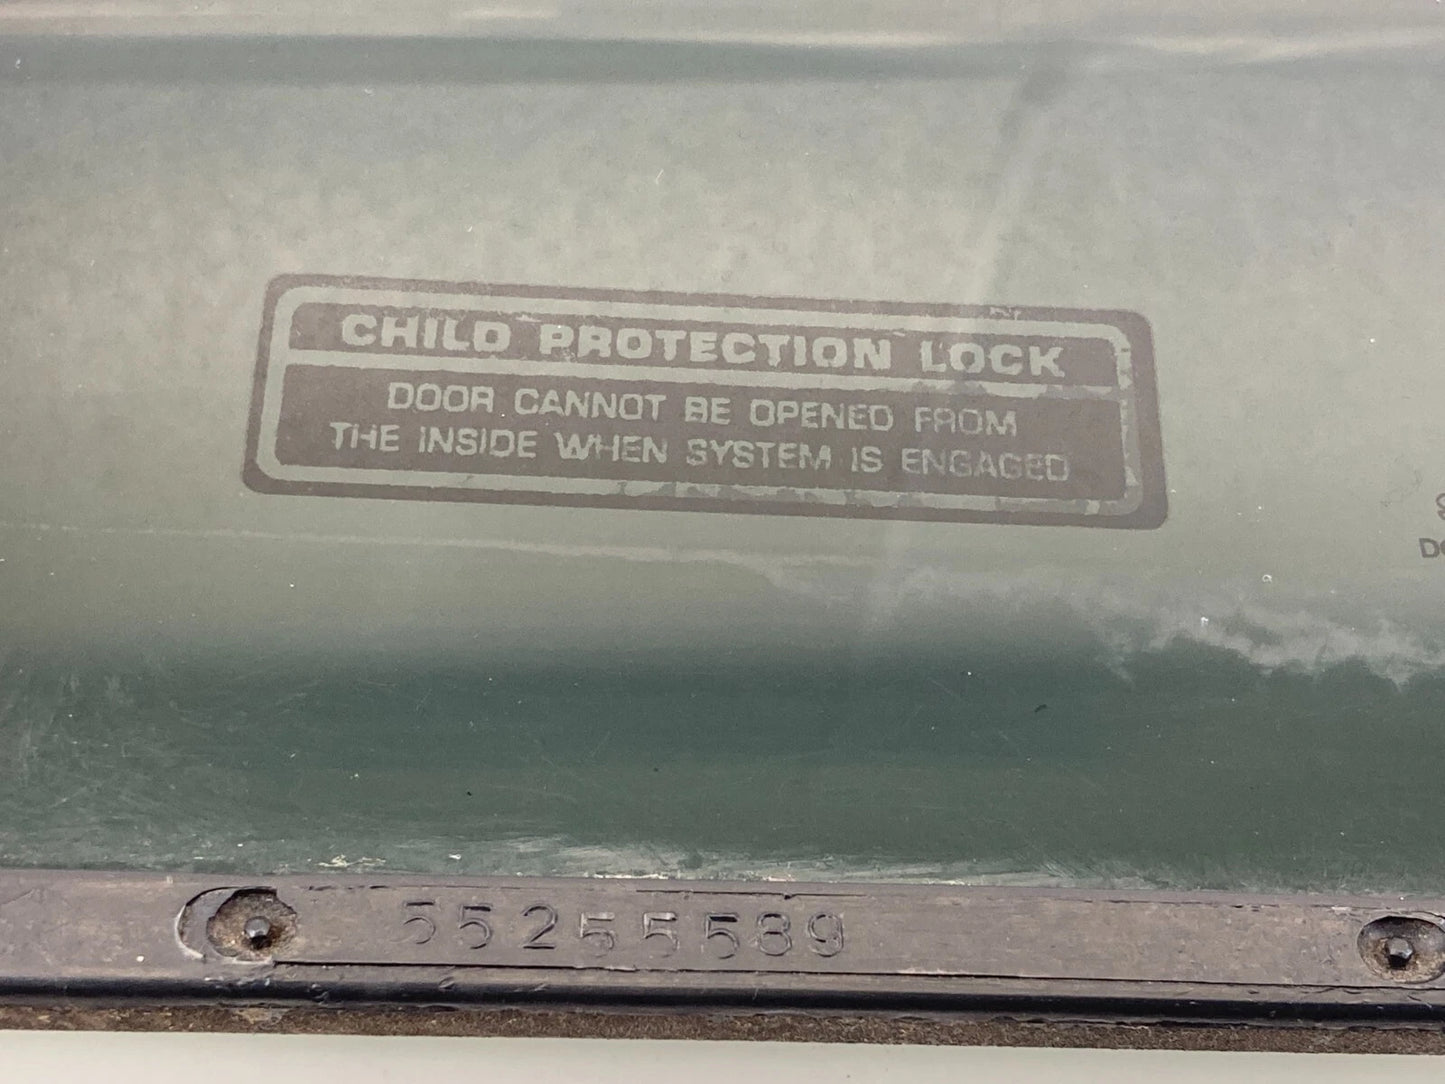 CHILD PROTECTION LOCK
DOOR CANNOT BE OPENED FROM
THE INSIDE WHEN SYSTEM IS ENGAGED
55255589